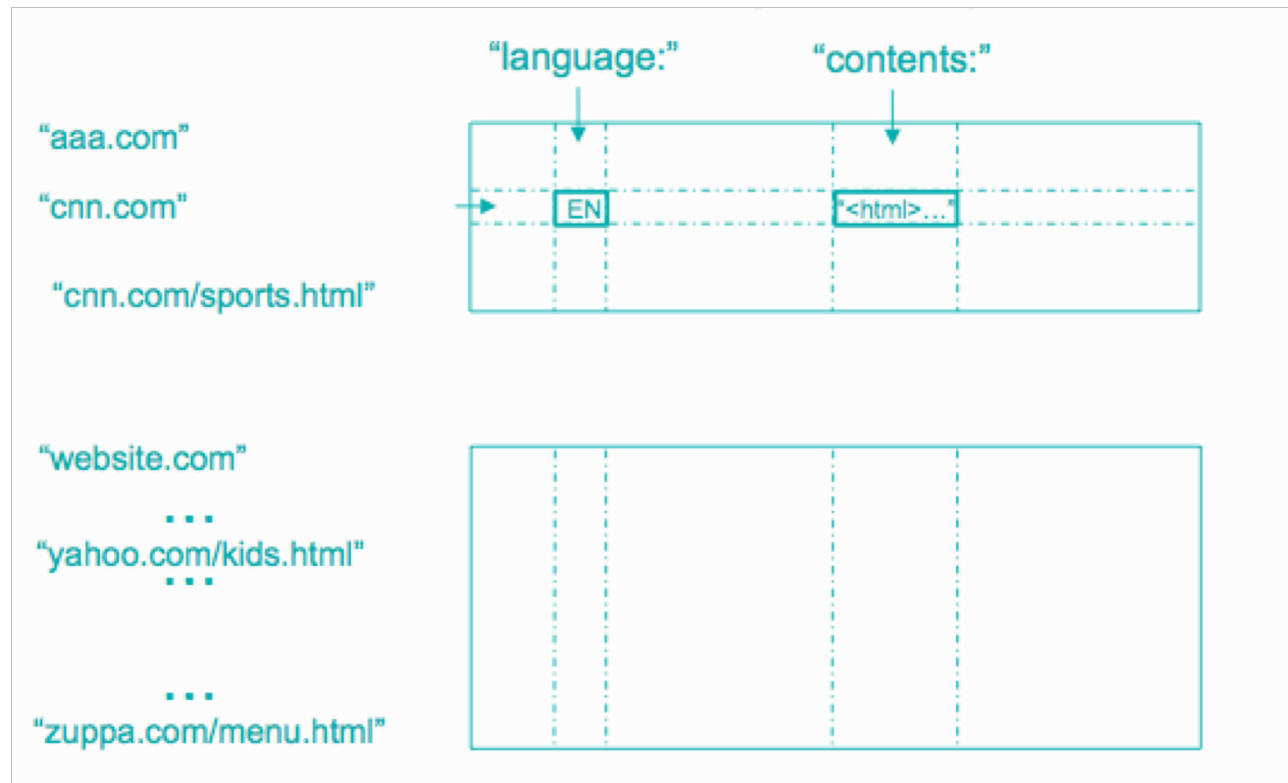 “language:” “contents:”
“aaa.com”
“cnn.com” EN “<html>…”
“cnn.com/sports.html”
“website.com”
...
“yahoo.com/kids.html”
...
...
“zuppa.com/menu.html”